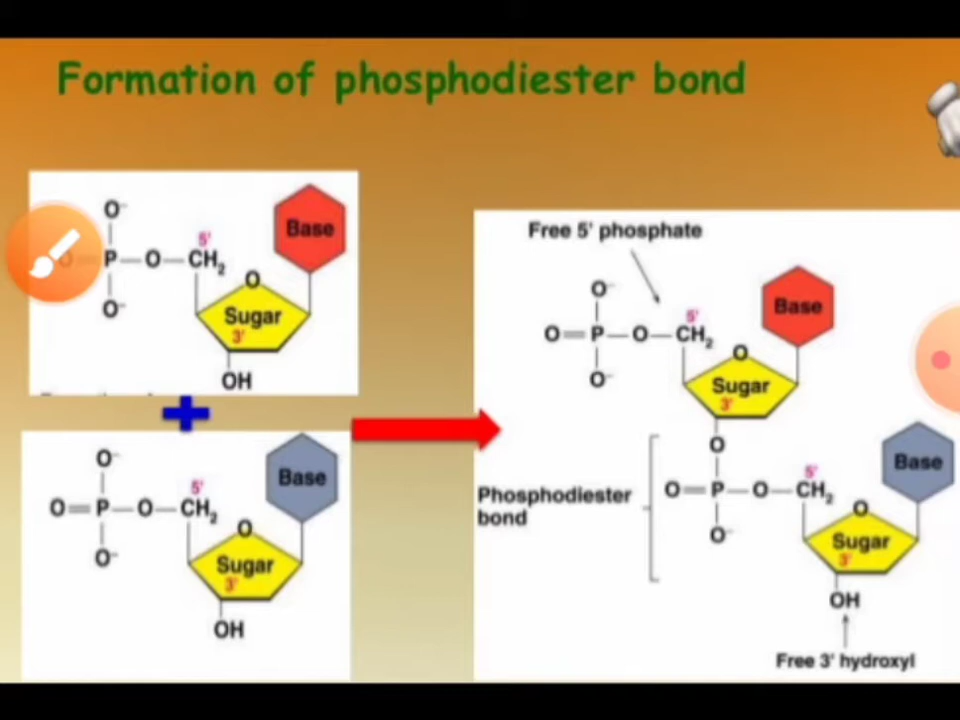 Formation of phosphodiester bond
O⁻
P—O—CH₂
5'
O⁻
O
Base
Sugar
3'
OH
O⁻
O=P—O—CH₂
5'
O⁻
O
Base
Sugar
3'
OH
Free 5' phosphate
O⁻
O=P—O—CH₂
5'
O⁻
O
Base
Sugar
3'
O
Phosphodiester
bond
O=P—O—CH₂
5'
O⁻
O
Base
Sugar
3'
OH
Free 3' hydroxyl